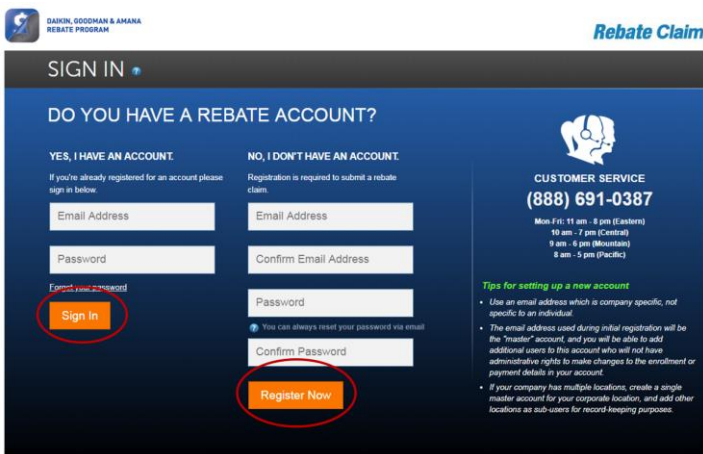 DAIKIN, GOODMAN & AMANA
REBATE PROGRAM
Rebate Claim
SIGN IN ?
DO YOU HAVE A REBATE ACCOUNT?
YES, I HAVE AN ACCOUNT.
If you're already registered for an account please
sign in below.
Email Address
Password
Forgot your password
Sign In
NO, I DON'T HAVE AN ACCOUNT.
Registration is required to submit a rebate
claim.
Email Address
Confirm Email Address
Password
? You can always reset your password via email
Confirm Password
Register Now
CUSTOMER SERVICE
(888) 691-0387
Mon-Fri: 11 am - 8 pm (Eastern)
10 am - 7 pm (Central)
9 am - 6 pm (Mountain)
8 am - 5 pm (Pacific)
Tips for setting up a new account
• Use an email address which is company specific, not
specific to an individual.
• The email address used during initial registration will be
the "master" account, and you will be able to add
additional users to this account who will not have
administrative rights to make changes to the enrollment or
payment details in your account.
• If your company has multiple locations, create a single
master account for your corporate location, and add other
locations as sub-users for record-keeping purposes.